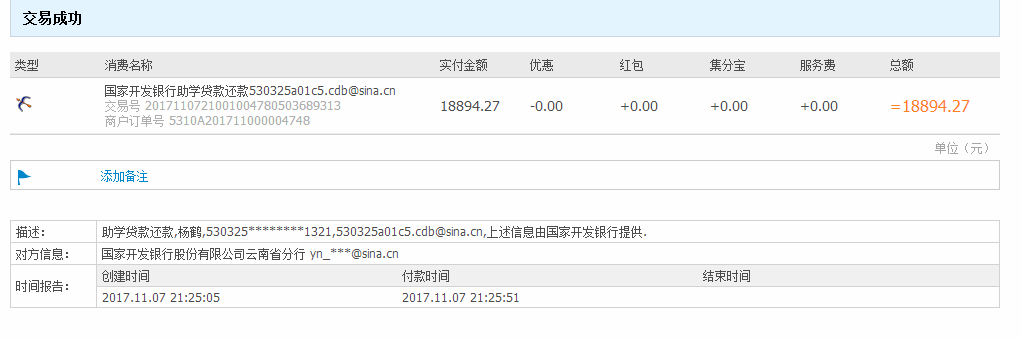 交易成功
类型 消费名称 实付金额 优惠 红包 集分宝 服务费 总额
国家开发银行助学贷款还款530325a01c5.cdb@sina.cn
交易号 2017110721001004780503689313
商户订单号 5310A201711000004748
18894.27 -0.00 +0.00 +0.00 +0.00 =18894.27
单位（元）
添加备注
描述： 助学贷款还款,杨鹤,530325********1321,530325a01c5.cdb@sina.cn,上述信息由国家开发银行提供.
对方信息： 国家开发银行股份有限公司云南省分行 yn_***@sina.cn
时间报告： 创建时间 付款时间 结束时间
2017.11.07 21:25:05 2017.11.07 21:25:51